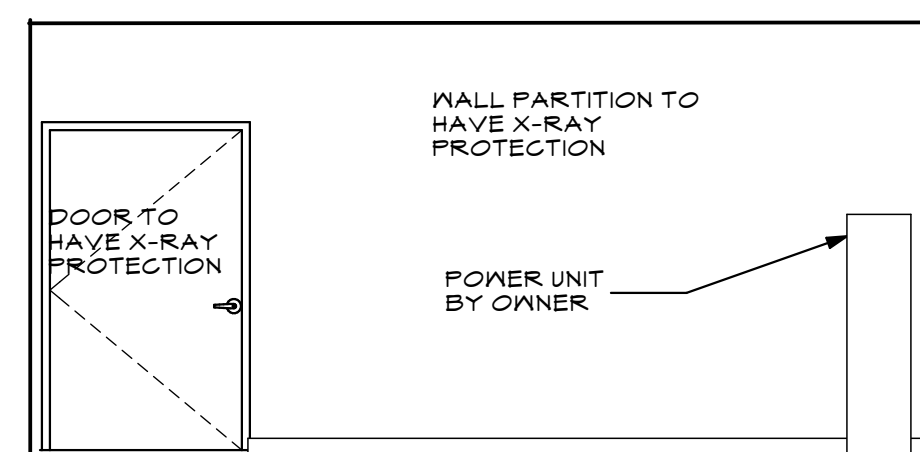 WALL PARTITION TO
HAVE X-RAY
PROTECTION
DOOR TO
HAVE X-RAY
PROTECTION
POWER UNIT
BY OWNER